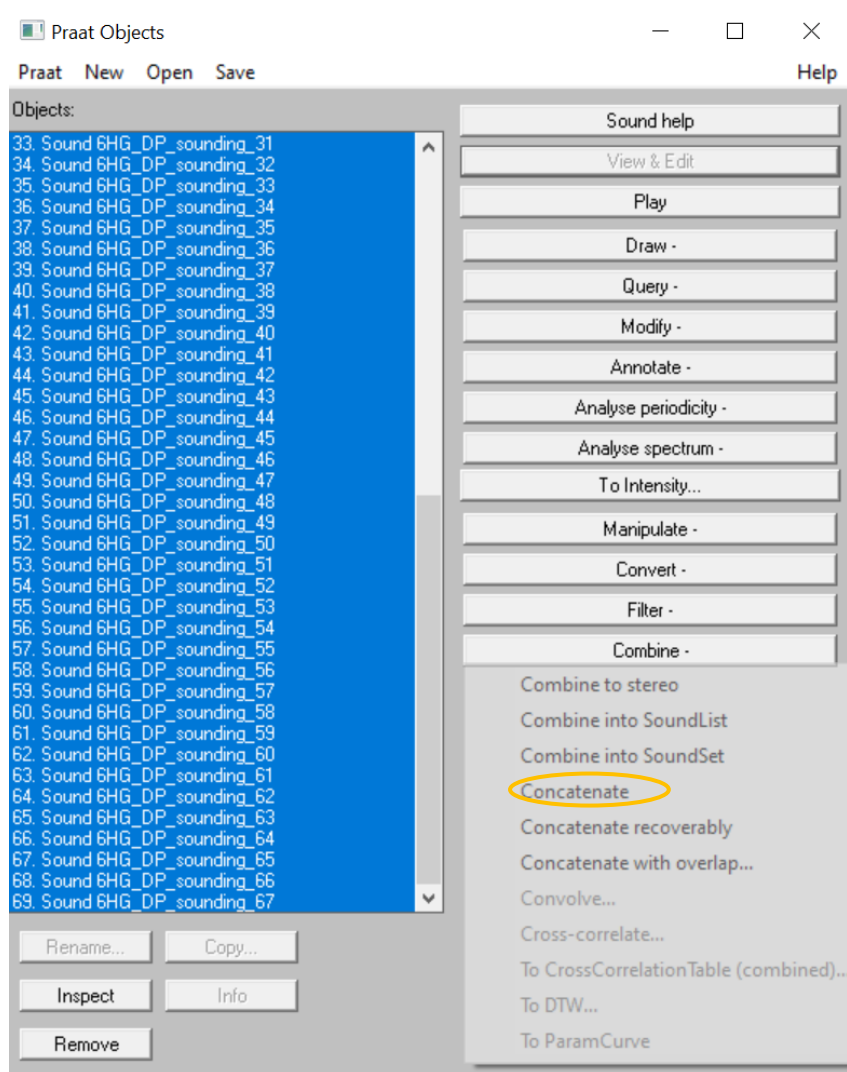 Praat Objects
Praat New Open Save Help
Objects:
33. Sound 6HG_DP_sounding_31
34. Sound 6HG_DP_sounding_32
35. Sound 6HG_DP_sounding_33
36. Sound 6HG_DP_sounding_34
37. Sound 6HG_DP_sounding_35
38. Sound 6HG_DP_sounding_36
39. Sound 6HG_DP_sounding_37
40. Sound 6HG_DP_sounding_38
41. Sound 6HG_DP_sounding_39
42. Sound 6HG_DP_sounding_40
43. Sound 6HG_DP_sounding_41
44. Sound 6HG_DP_sounding_42
45. Sound 6HG_DP_sounding_43
46. Sound 6HG_DP_sounding_44
47. Sound 6HG_DP_sounding_45
48. Sound 6HG_DP_sounding_46
49. Sound 6HG_DP_sounding_47
50. Sound 6HG_DP_sounding_48
51. Sound 6HG_DP_sounding_49
52. Sound 6HG_DP_sounding_50
53. Sound 6HG_DP_sounding_51
54. Sound 6HG_DP_sounding_52
55. Sound 6HG_DP_sounding_53
56. Sound 6HG_DP_sounding_54
57. Sound 6HG_DP_sounding_55
58. Sound 6HG_DP_sounding_56
59. Sound 6HG_DP_sounding_57
60. Sound 6HG_DP_sounding_58
61. Sound 6HG_DP_sounding_59
62. Sound 6HG_DP_sounding_60
63. Sound 6HG_DP_sounding_61
64. Sound 6HG_DP_sounding_62
65. Sound 6HG_DP_sounding_63
66. Sound 6HG_DP_sounding_64
67. Sound 6HG_DP_sounding_65
68. Sound 6HG_DP_sounding_66
69. Sound 6HG_DP_sounding_67
Rename... Copy...
Inspect Info
Remove
Sound help
View & Edit
Play
Draw -
Query -
Modify -
Annotate -
Analyse periodicity -
Analyse spectrum -
To Intensity...
Manipulate -
Convert -
Filter -
Combine -
Combine to stereo
Combine into SoundList
Combine into SoundSet
Concatenate
Concatenate recoverably
Concatenate with overlap...
Convolve...
Cross-correlate...
To CrossCorrelationTable (combined)..
To DTW...
To ParamCurve